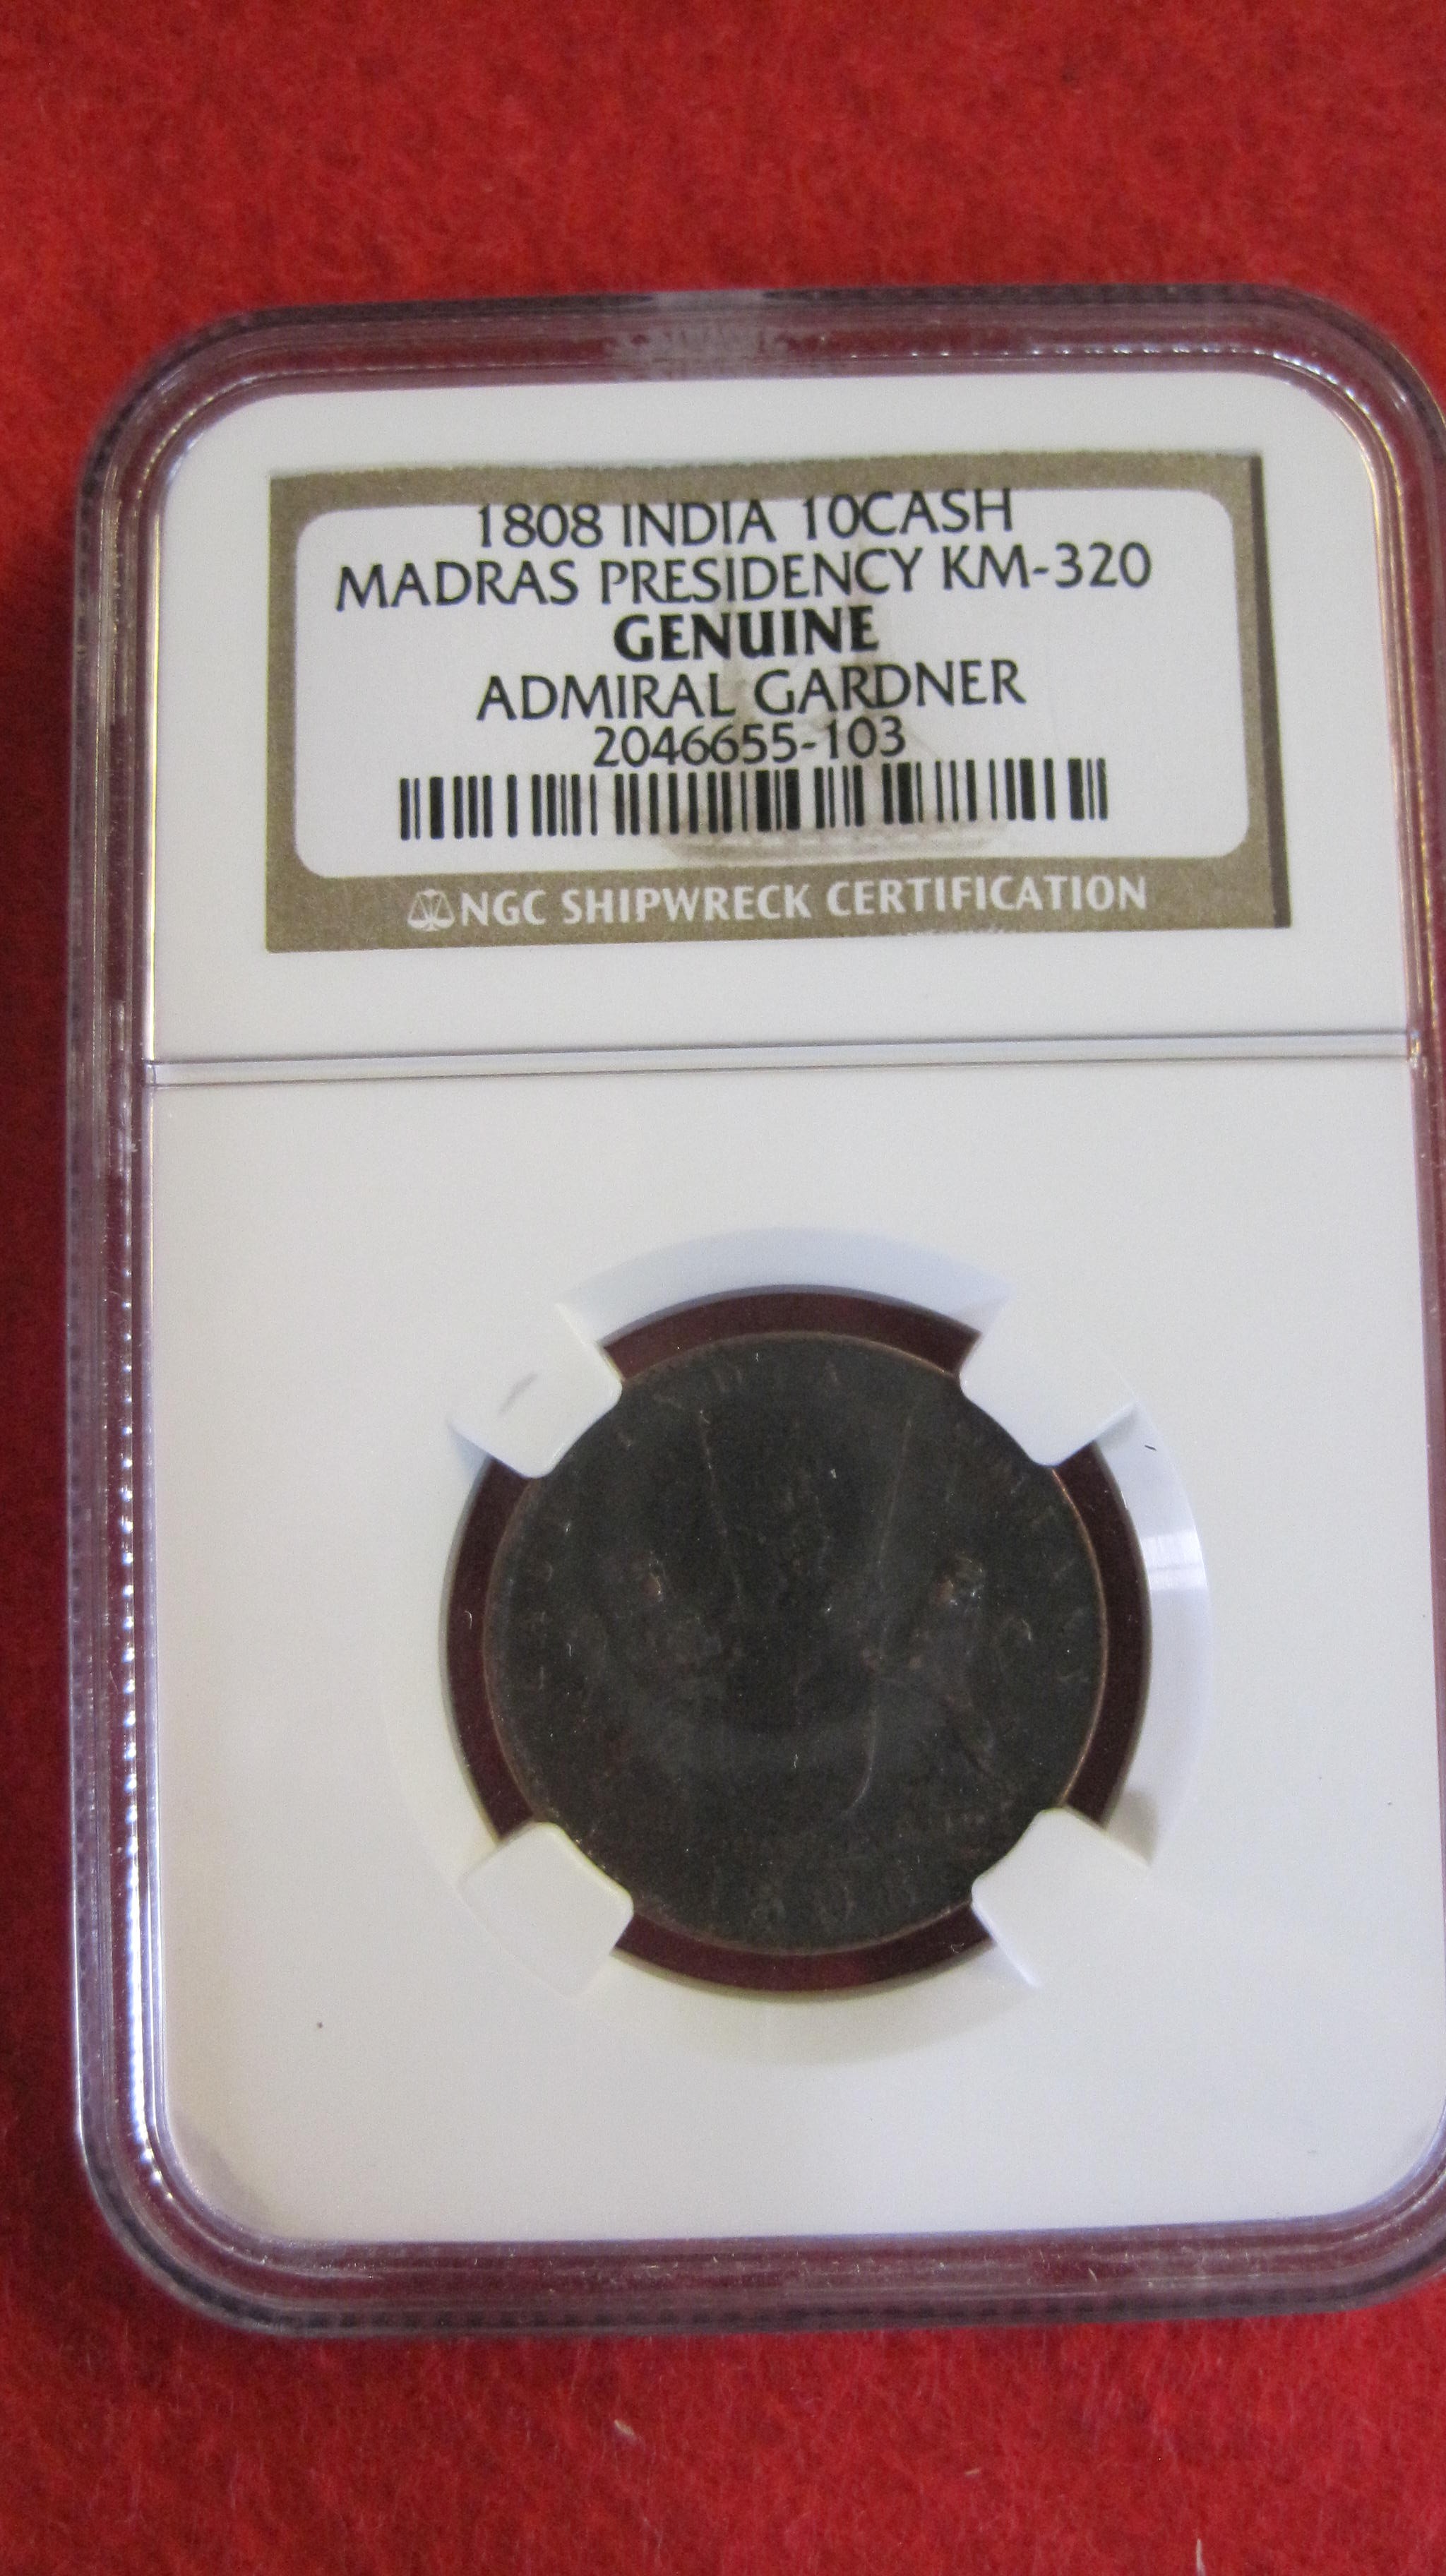 1808 INDIA 10CASH
MADRAS PRESIDENCY KM-320
GENUINE
ADMIRAL GARDNER
2046655-103
NGC SHIPWRECK CERTIFICATION